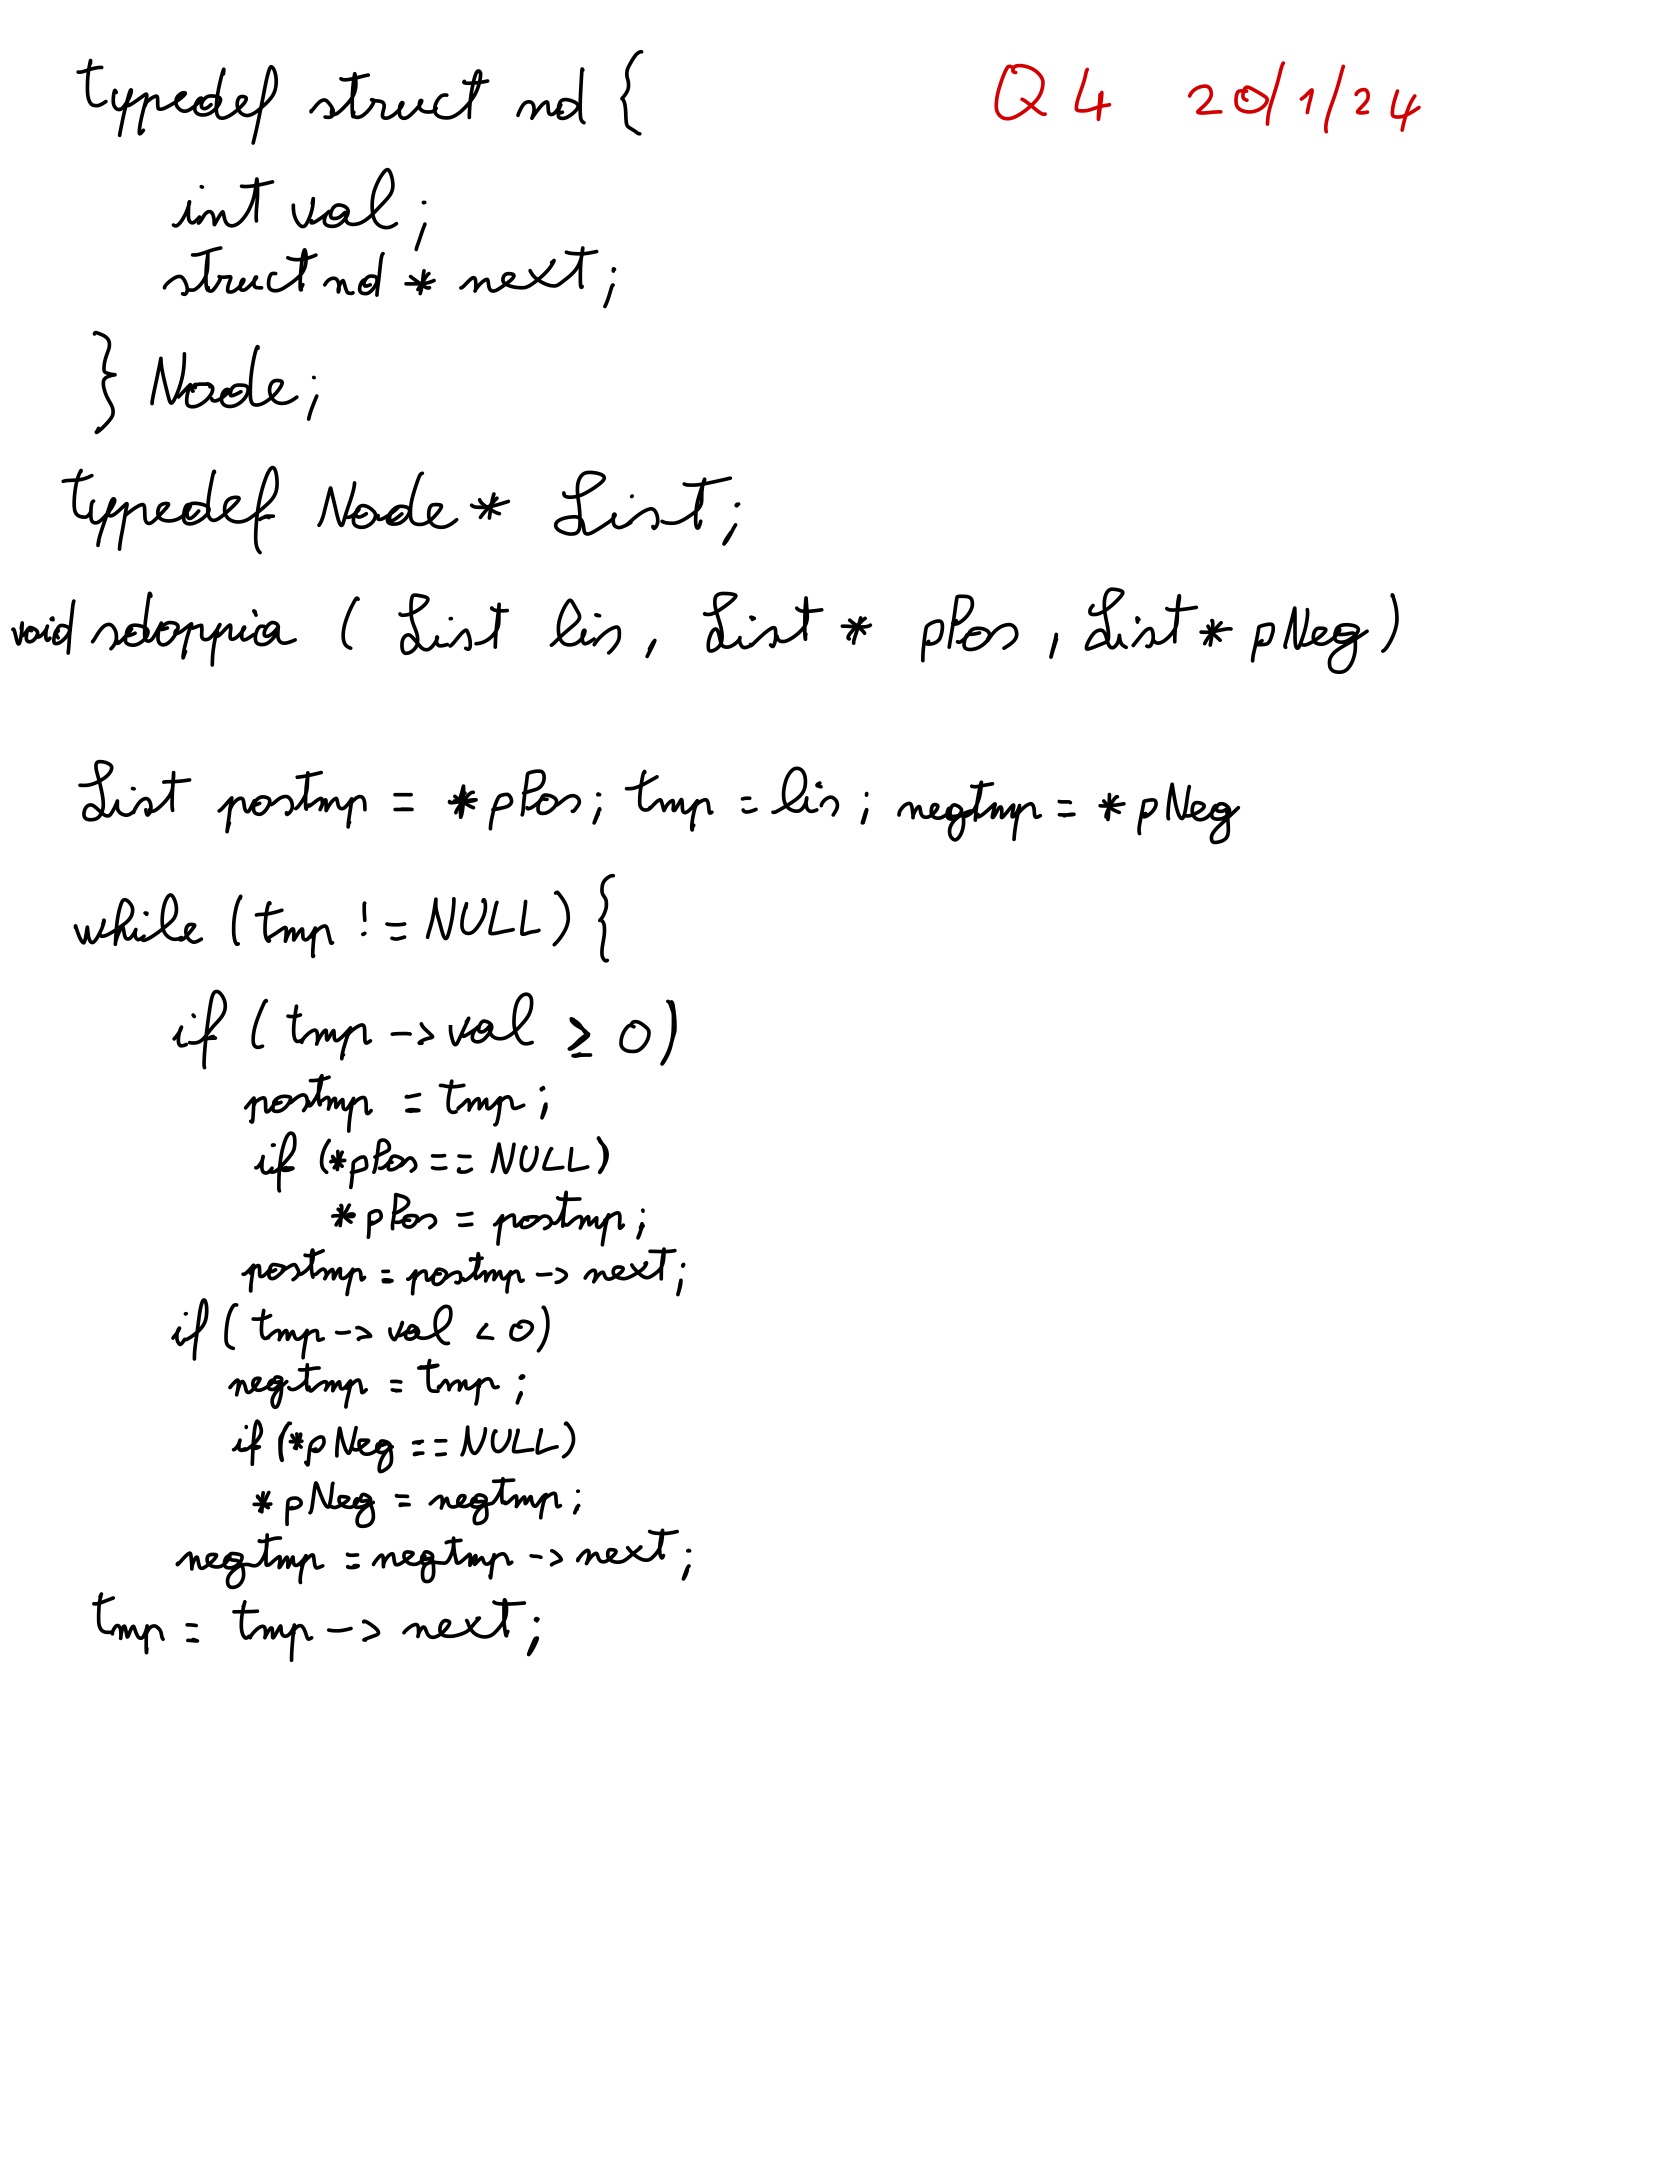 typedef struct nd {
Q4 20/1/24
int val;
struct nd * next;
} Node;
typedef Node * List;
void sdoppia ( List lis, List * pPos, List * pNeg)
List postmp = *pPos; tmp = lis; negtmp = *pNeg
while (tmp != NULL) {
if ( tmp -> val ≥ 0)
postmp = tmp;
if (*pPos == NULL)
*pPos = postmp;
postmp = postmp -> next;
if ( tmp -> val < 0)
negtmp = tmp;
if (*pNeg == NULL)
*pNeg = negtmp;
negtmp = negtmp -> next;
tmp = tmp -> next;